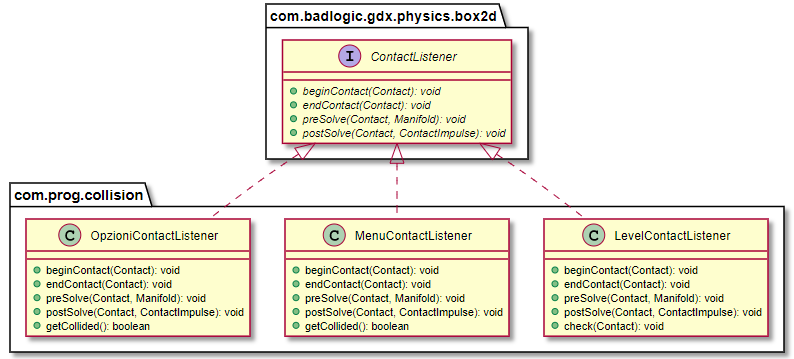 com.badlogic.gdx.physics.box2d
I ContactListener
beginContact(Contact): void
endContact(Contact): void
preSolve(Contact, Manifold): void
postSolve(Contact, ContactImpulse): void
com.prog.collision
C OpzioniContactListener
beginContact(Contact): void
endContact(Contact): void
preSolve(Contact, Manifold): void
postSolve(Contact, ContactImpulse): void
getCollided(): boolean
C MenuContactListener
beginContact(Contact): void
endContact(Contact): void
preSolve(Contact, Manifold): void
postSolve(Contact, ContactImpulse): void
getCollided(): boolean
C LevelContactListener
beginContact(Contact): void
endContact(Contact): void
preSolve(Contact, Manifold): void
postSolve(Contact, ContactImpulse): void
check(Contact): void